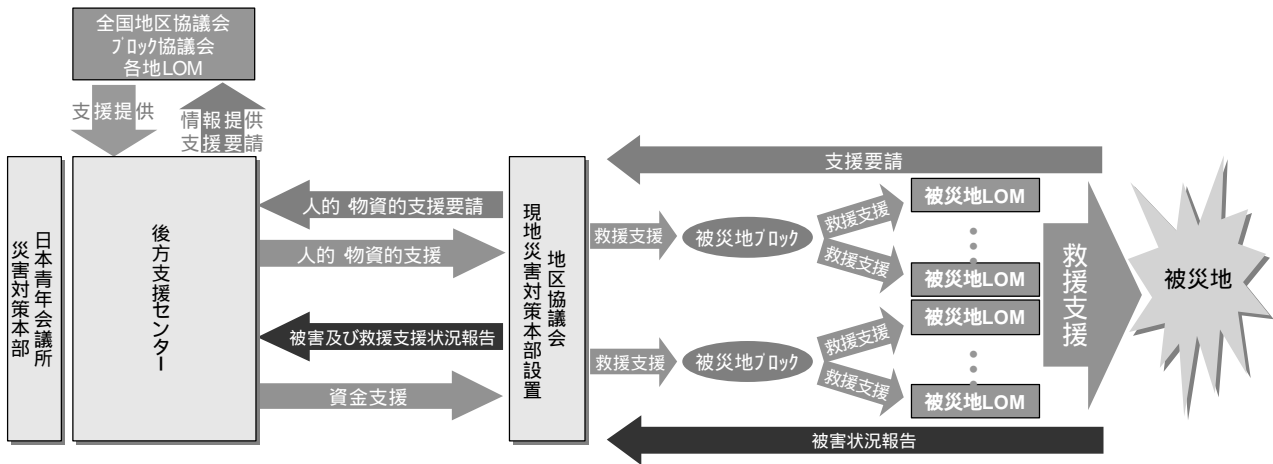 全国地区協議会
ブロック協議会
各地LOM
支援提供
情報提供
支援要請
日本青年会議所
災害対策本部
後方支援センター
人的・物資的支援要請
人的・物資的支援
被害及び救援支援状況報告
資金支援
地区協議会
現地災害対策本部設置
支援要請
救援支援
被災地ブロック
救援支援
救援支援
被災地LOM
被災地LOM
救援支援
被災地ブロック
救援支援
救援支援
被災地LOM
被災地LOM
救援支援
被災地
被害状況報告